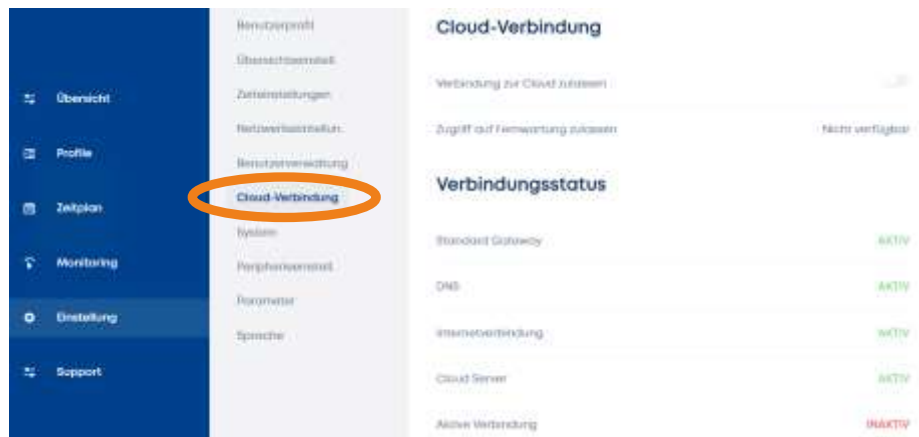 Übersicht
Profile
Zeitplan
Monitoring
Einstellung
Support
Benutzerprofil
Übersichtseinstell.
Zeiteinstellungen
Netzwerkeinstellun.
Benutzerverwaltung
Cloud-Verbindung
System
Peripherieeinstell.
Parameter
Sprache
Cloud-Verbindung
Verbindung zur Cloud zulassen
Zugriff auf Fernwartung zulassen Nicht verfügbar
Verbindungsstatus
Standard Gateway AKTIV
DNS AKTIV
Internetverbindung AKTIV
Cloud Server AKTIV
Aktive Verbindung INAKTIV